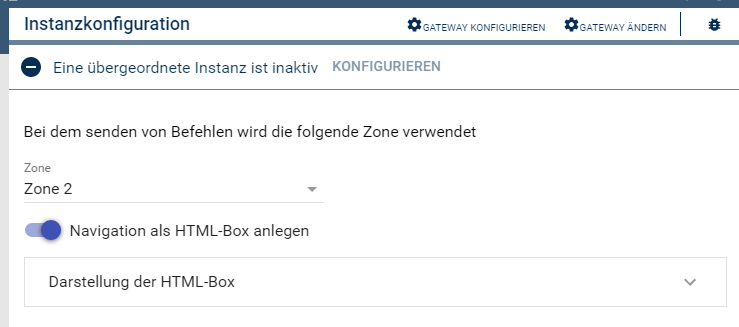 Instanzkonfiguration
GATEWAY KONFIGURIEREN
GATEWAY ÄNDERN
Eine übergeordnete Instanz ist inaktiv KONFIGURIEREN
Bei dem senden von Befehlen wird die folgende Zone verwendet
Zone
Zone 2
Navigation als HTML-Box anlegen
Darstellung der HTML-Box